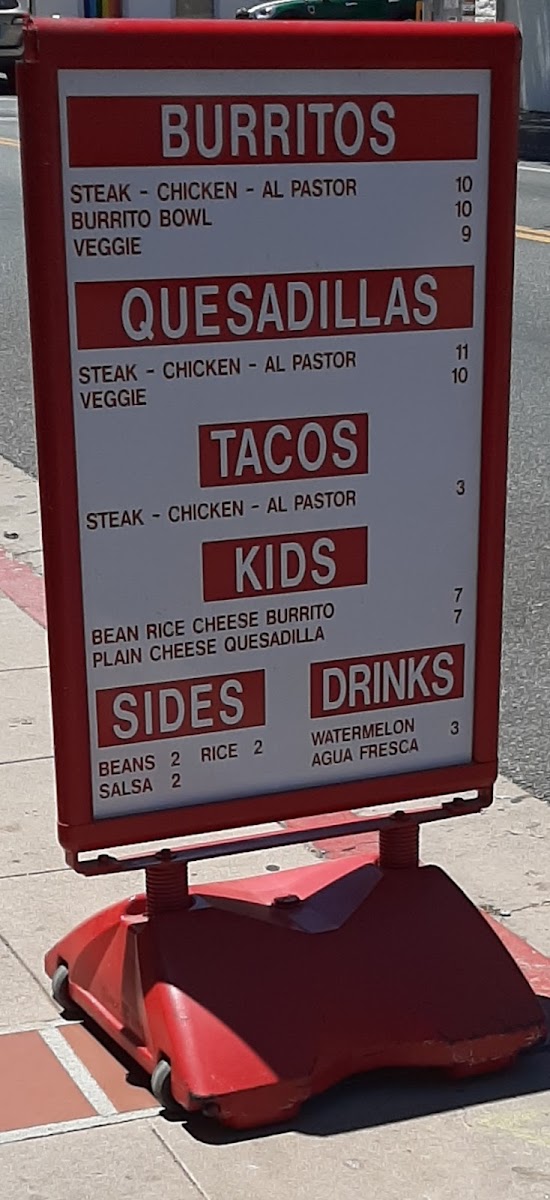 BURRITOS
STEAK - CHICKEN - AL PASTOR 10
BURRITO BOWL 10
VEGGIE 9
QUESADILLAS
STEAK - CHICKEN - AL PASTOR 11
VEGGIE 10
TACOS
STEAK - CHICKEN - AL PASTOR 3
KIDS
BEAN RICE CHEESE BURRITO 7
PLAIN CHEESE QUESADILLA 7
SIDES
BEANS 2 RICE 2
SALSA 2
DRINKS
WATERMELON 3
AGUA FRESCA